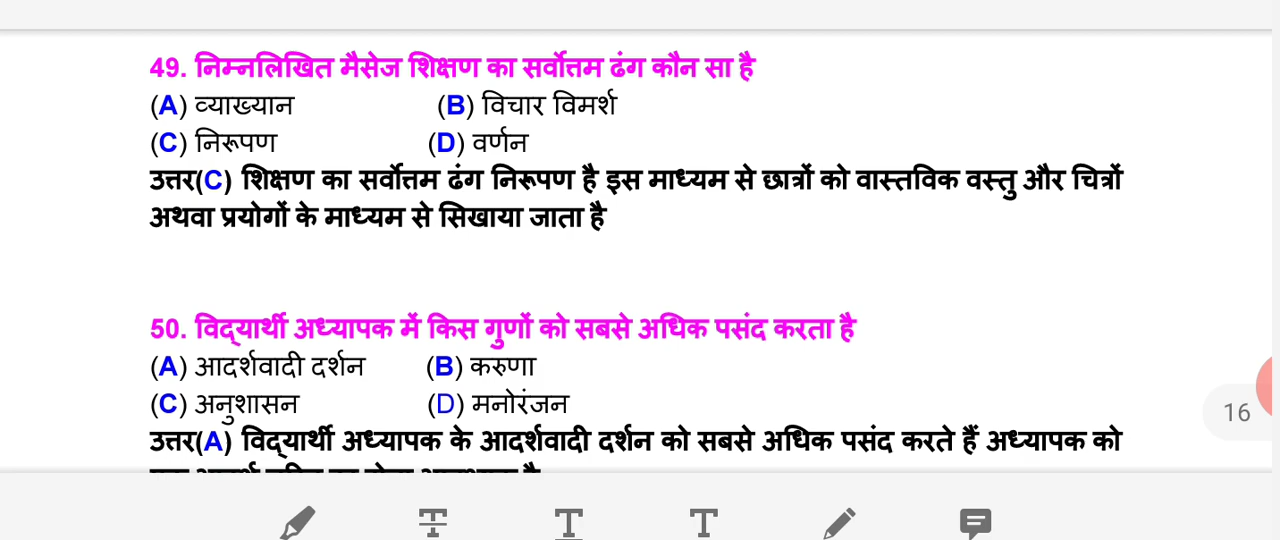 49. निम्नलिखित मैसेज शिक्षण का सर्वोत्तम ढंग कौन सा है
(A) व्याख्यान (B) विचार विमर्श
(C) निरूपण (D) वर्णन
उत्तर(C) शिक्षण का सर्वोत्तम ढंग निरूपण है इस माध्यम से छात्रों को वास्तविक वस्तु और चित्रों
अथवा प्रयोगों के माध्यम से सिखाया जाता है
50. विद्यार्थी अध्यापक में किस गुणों को सबसे अधिक पसंद करता है
(A) आदर्शवादी दर्शन (B) करुणा
(C) अनुशासन (D) मनोरंजन
16
उत्तर(A) विद्यार्थी अध्यापक के आदर्शवादी दर्शन को सबसे अधिक पसंद करते हैं अध्यापक को